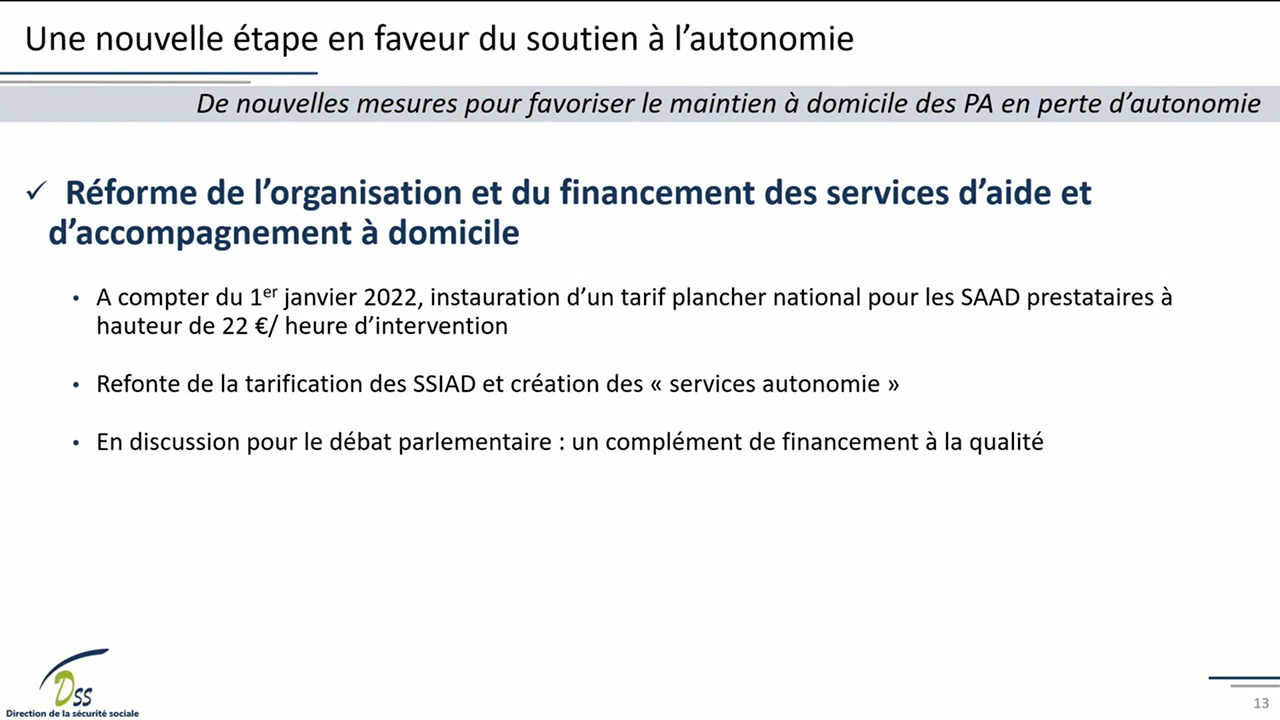 Une nouvelle étape en faveur du soutien à l’autonomie
De nouvelles mesures pour favoriser le maintien à domicile des PA en perte d’autonomie
✓ Réforme de l’organisation et du financement des services d’aide et
d’accompagnement à domicile
• A compter du 1er janvier 2022, instauration d’un tarif plancher national pour les SAAD prestataires à
hauteur de 22 €/ heure d’intervention
• Refonte de la tarification des SSIAD et création des « services autonomie »
• En discussion pour le débat parlementaire : un complément de financement à la qualité
DSS
Direction de la sécurité sociale
13